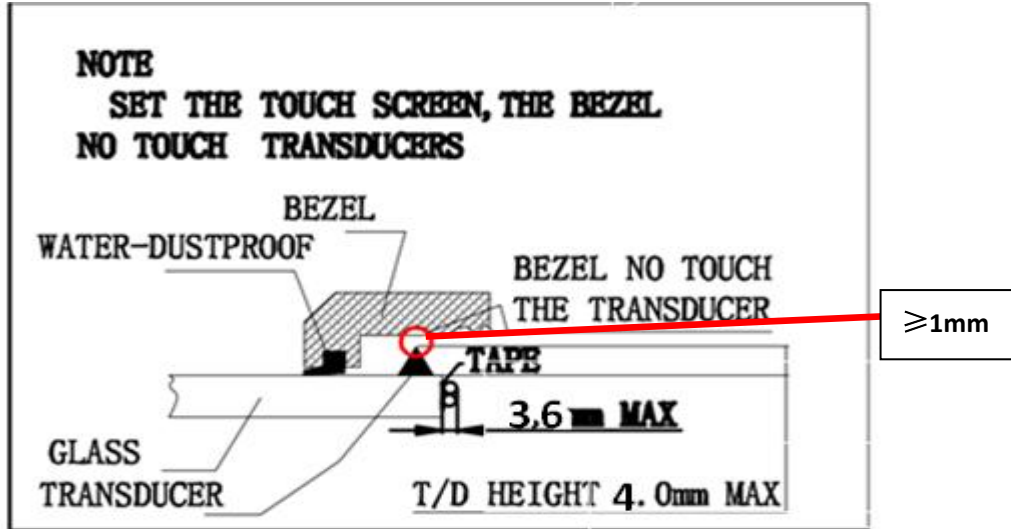 NOTE
SET THE TOUCH SCREEN, THE BEZEL
NO TOUCH TRANSDUCERS
BEZEL
WATER-DUSTPROOF
BEZEL NO TOUCH
THE TRANSDUCER
≥1mm
TAPE
3,6 mm MAX
GLASS
TRANSDUCER
T/D HEIGHT 4.0mm MAX